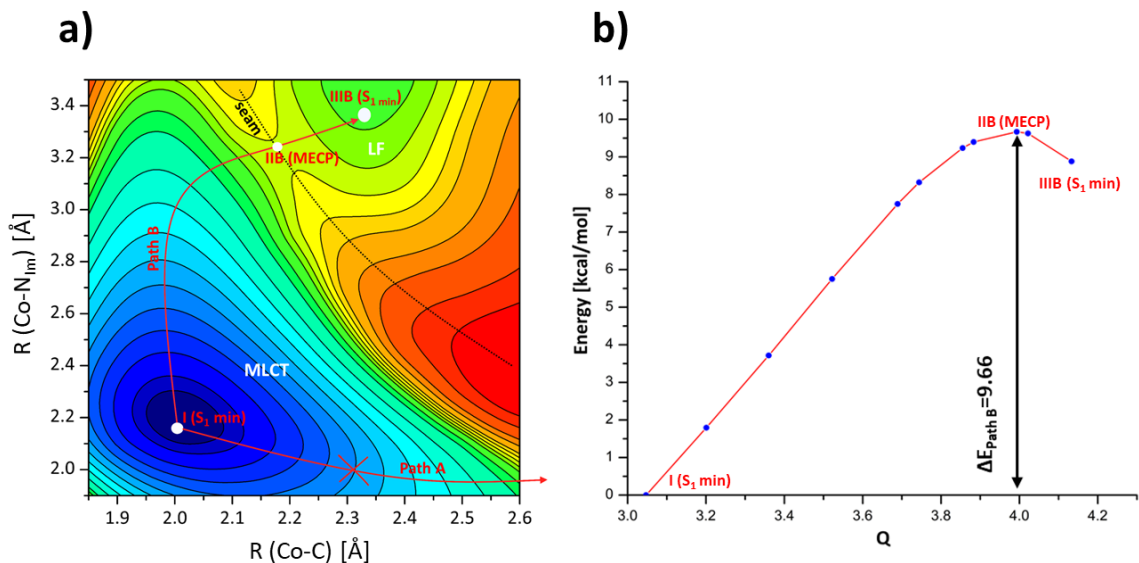 a)
R (Co-N_Im) [Å]
3.4
3.2
3.0
2.8
2.6
2.4
2.2
2.0
seam
IIIB (S₁ min)
IIB (MECP)
LF
Path B
MLCT
I (S₁ min)
Path A
1.9 2.0 2.1 2.2 2.3 2.4 2.5 2.6
R (Co-C) [Å]
b)
Energy [kcal/mol]
11
10
9
8
7
6
5
4
3
2
1
0
IIB (MECP)
IIIB (S₁ min)
ΔE_Path B=9.66
I (S₁ min)
3.0 3.2 3.4 3.6 3.8 4.0 4.2
Q